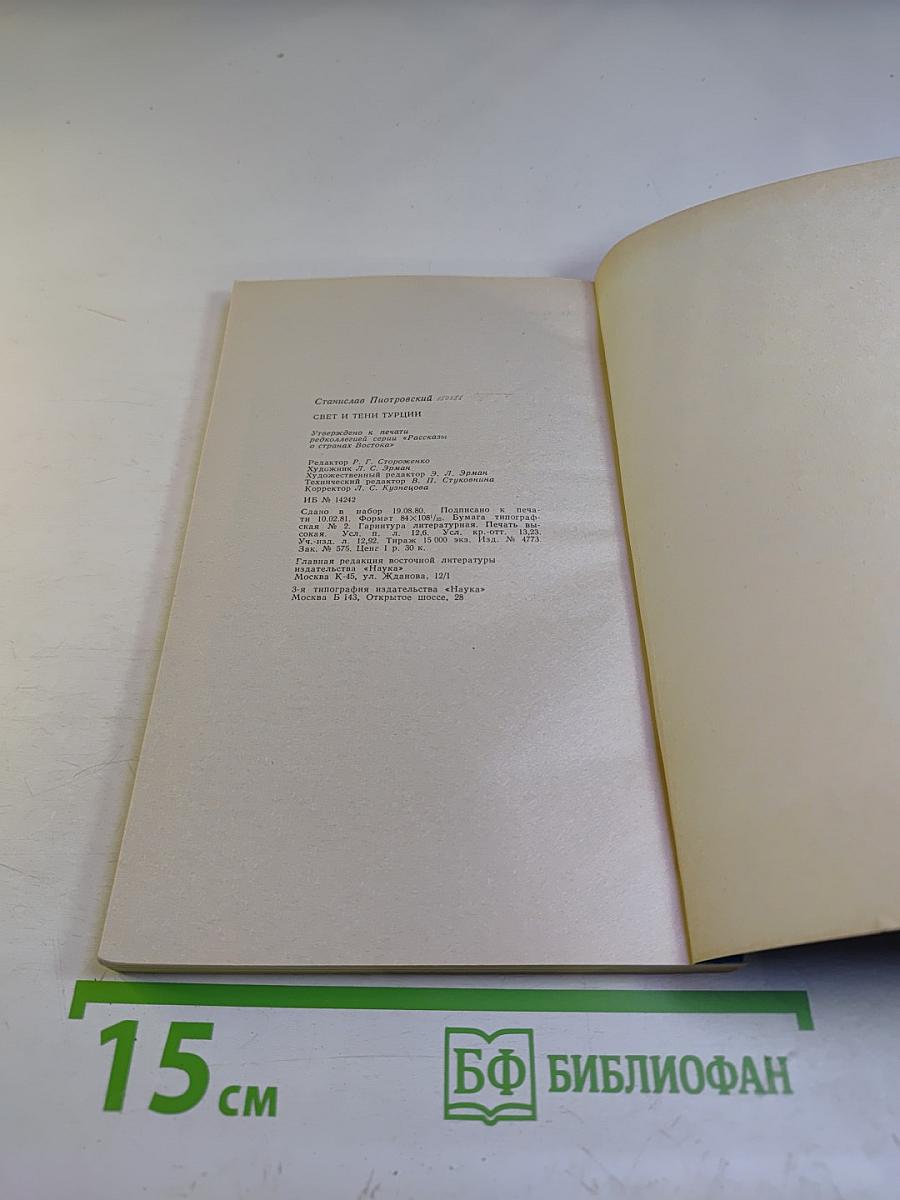 Станислав Пиотровский
СВЕТ И ТЕНИ ТУРЦИИ
Утверждено к печати
редколлегией серии «Рассказы
о странах Востока»
Редактор Р. Г. Стороженко
Художник Л. С. Эрман
Художественный редактор Э. Л. Эрман
Технический редактор В. П. Стуковнина
Корректор Л. С. Кузнецова
ИБ № 14242
Сдано в набор 19.08.80. Подписано к печа-
ти 10.02.81. Формат 84×108¹/₃₂. Бумага типограф-
ская № 2. Гарнитура литературная. Печать вы-
сокая. Усл. п. л. 12,6. Усл. кр.-отт. 13,23.
Уч.-изд. л. 12,92. Тираж 15 000 экз. Изд. № 4773.
Зак. № 575. Цена 1 р. 30 к.
Главная редакция восточной литературы
издательства «Наука»
Москва К-45, ул. Жданова, 12/1
3-я типография издательства «Наука»
Москва Б 143, Открытое шоссе, 28
15 см
БФ БИБЛИОФАН